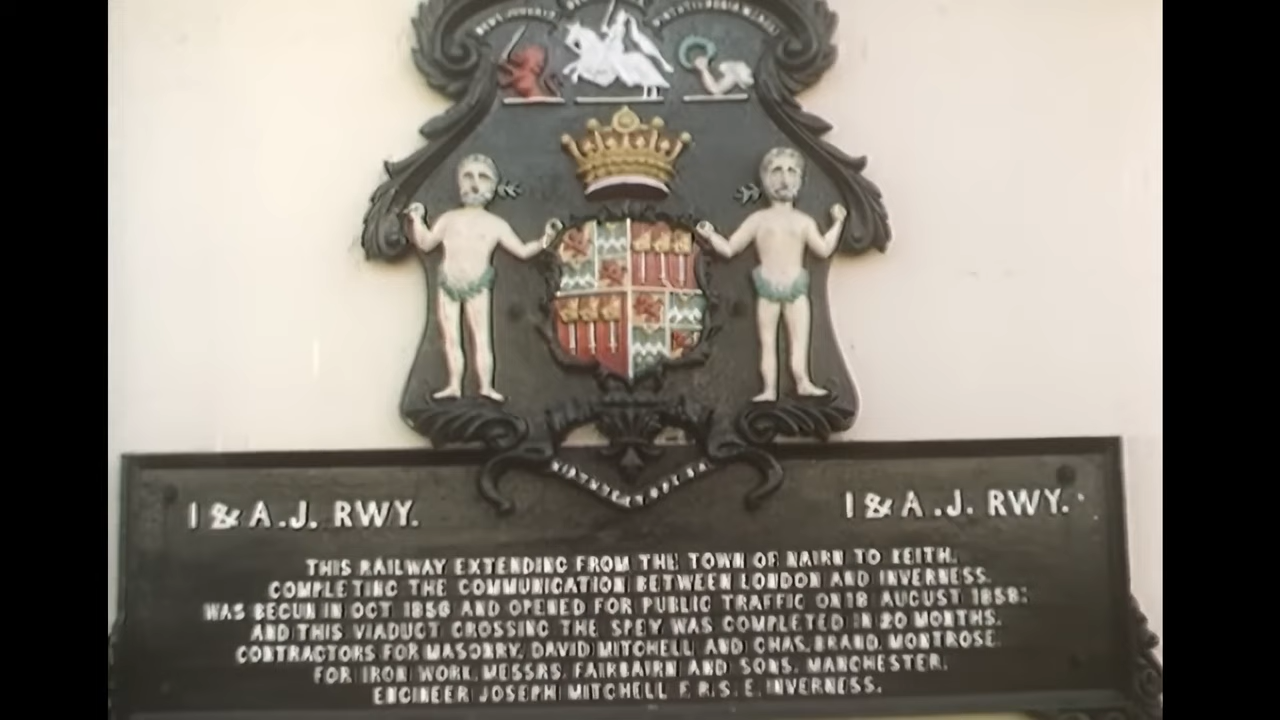 I & A.J. RWY. I & A.J. RWY.
THIS RAILWAY EXTENDING FROM THE TOWN OF NAIRN TO KEITH.
COMPLETING THE COMMUNICATION BETWEEN LONDON AND INVERNESS.
WAS BEGUN IN OCT 1856 AND OPENED FOR PUBLIC TRAFFIC ON 18 AUGUST 1858:
AND THIS VIADUCT CROSSING THE SPEY WAS COMPLETED IN 20 MONTHS.
CONTRACTORS FOR MASONRY. DAVID MITCHELL AND CHAS. BRAND. MONTROSE.
FOR IRON WORK. MESSRS. FAIRBAIRN AND SONS. MANCHESTER.
ENGINEER JOSEPH MITCHELL F.R.S.E. INVERNESS.